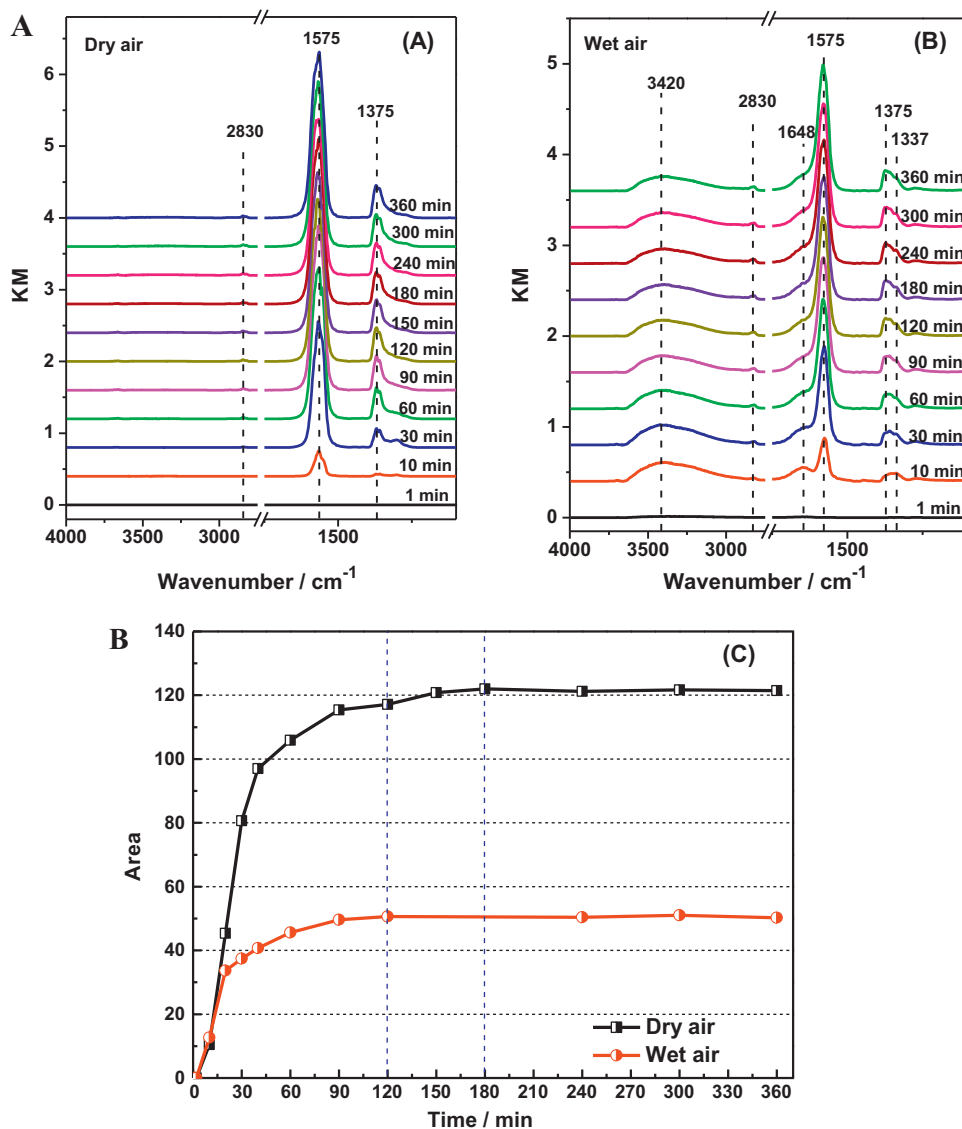 A
Dry air
(A)
1575
2830
1375
KM
6
5
4
3
2
1
0
360 min
300 min
240 min
180 min
150 min
120 min
90 min
60 min
30 min
10 min
1 min
4000 3500 3000 1500
Wavenumber / cm⁻¹
Wet air
(B)
1575
3420
2830
1648
1375
1337
KM
5
4
3
2
1
0
360 min
300 min
240 min
180 min
120 min
90 min
60 min
30 min
10 min
1 min
4000 3500 3000 1500
Wavenumber / cm⁻¹
B
(C)
Area
140
120
100
80
60
40
20
0
Dry air
Wet air
0 30 60 90 120 150 180 210 240 270 300 330 360
Time / min